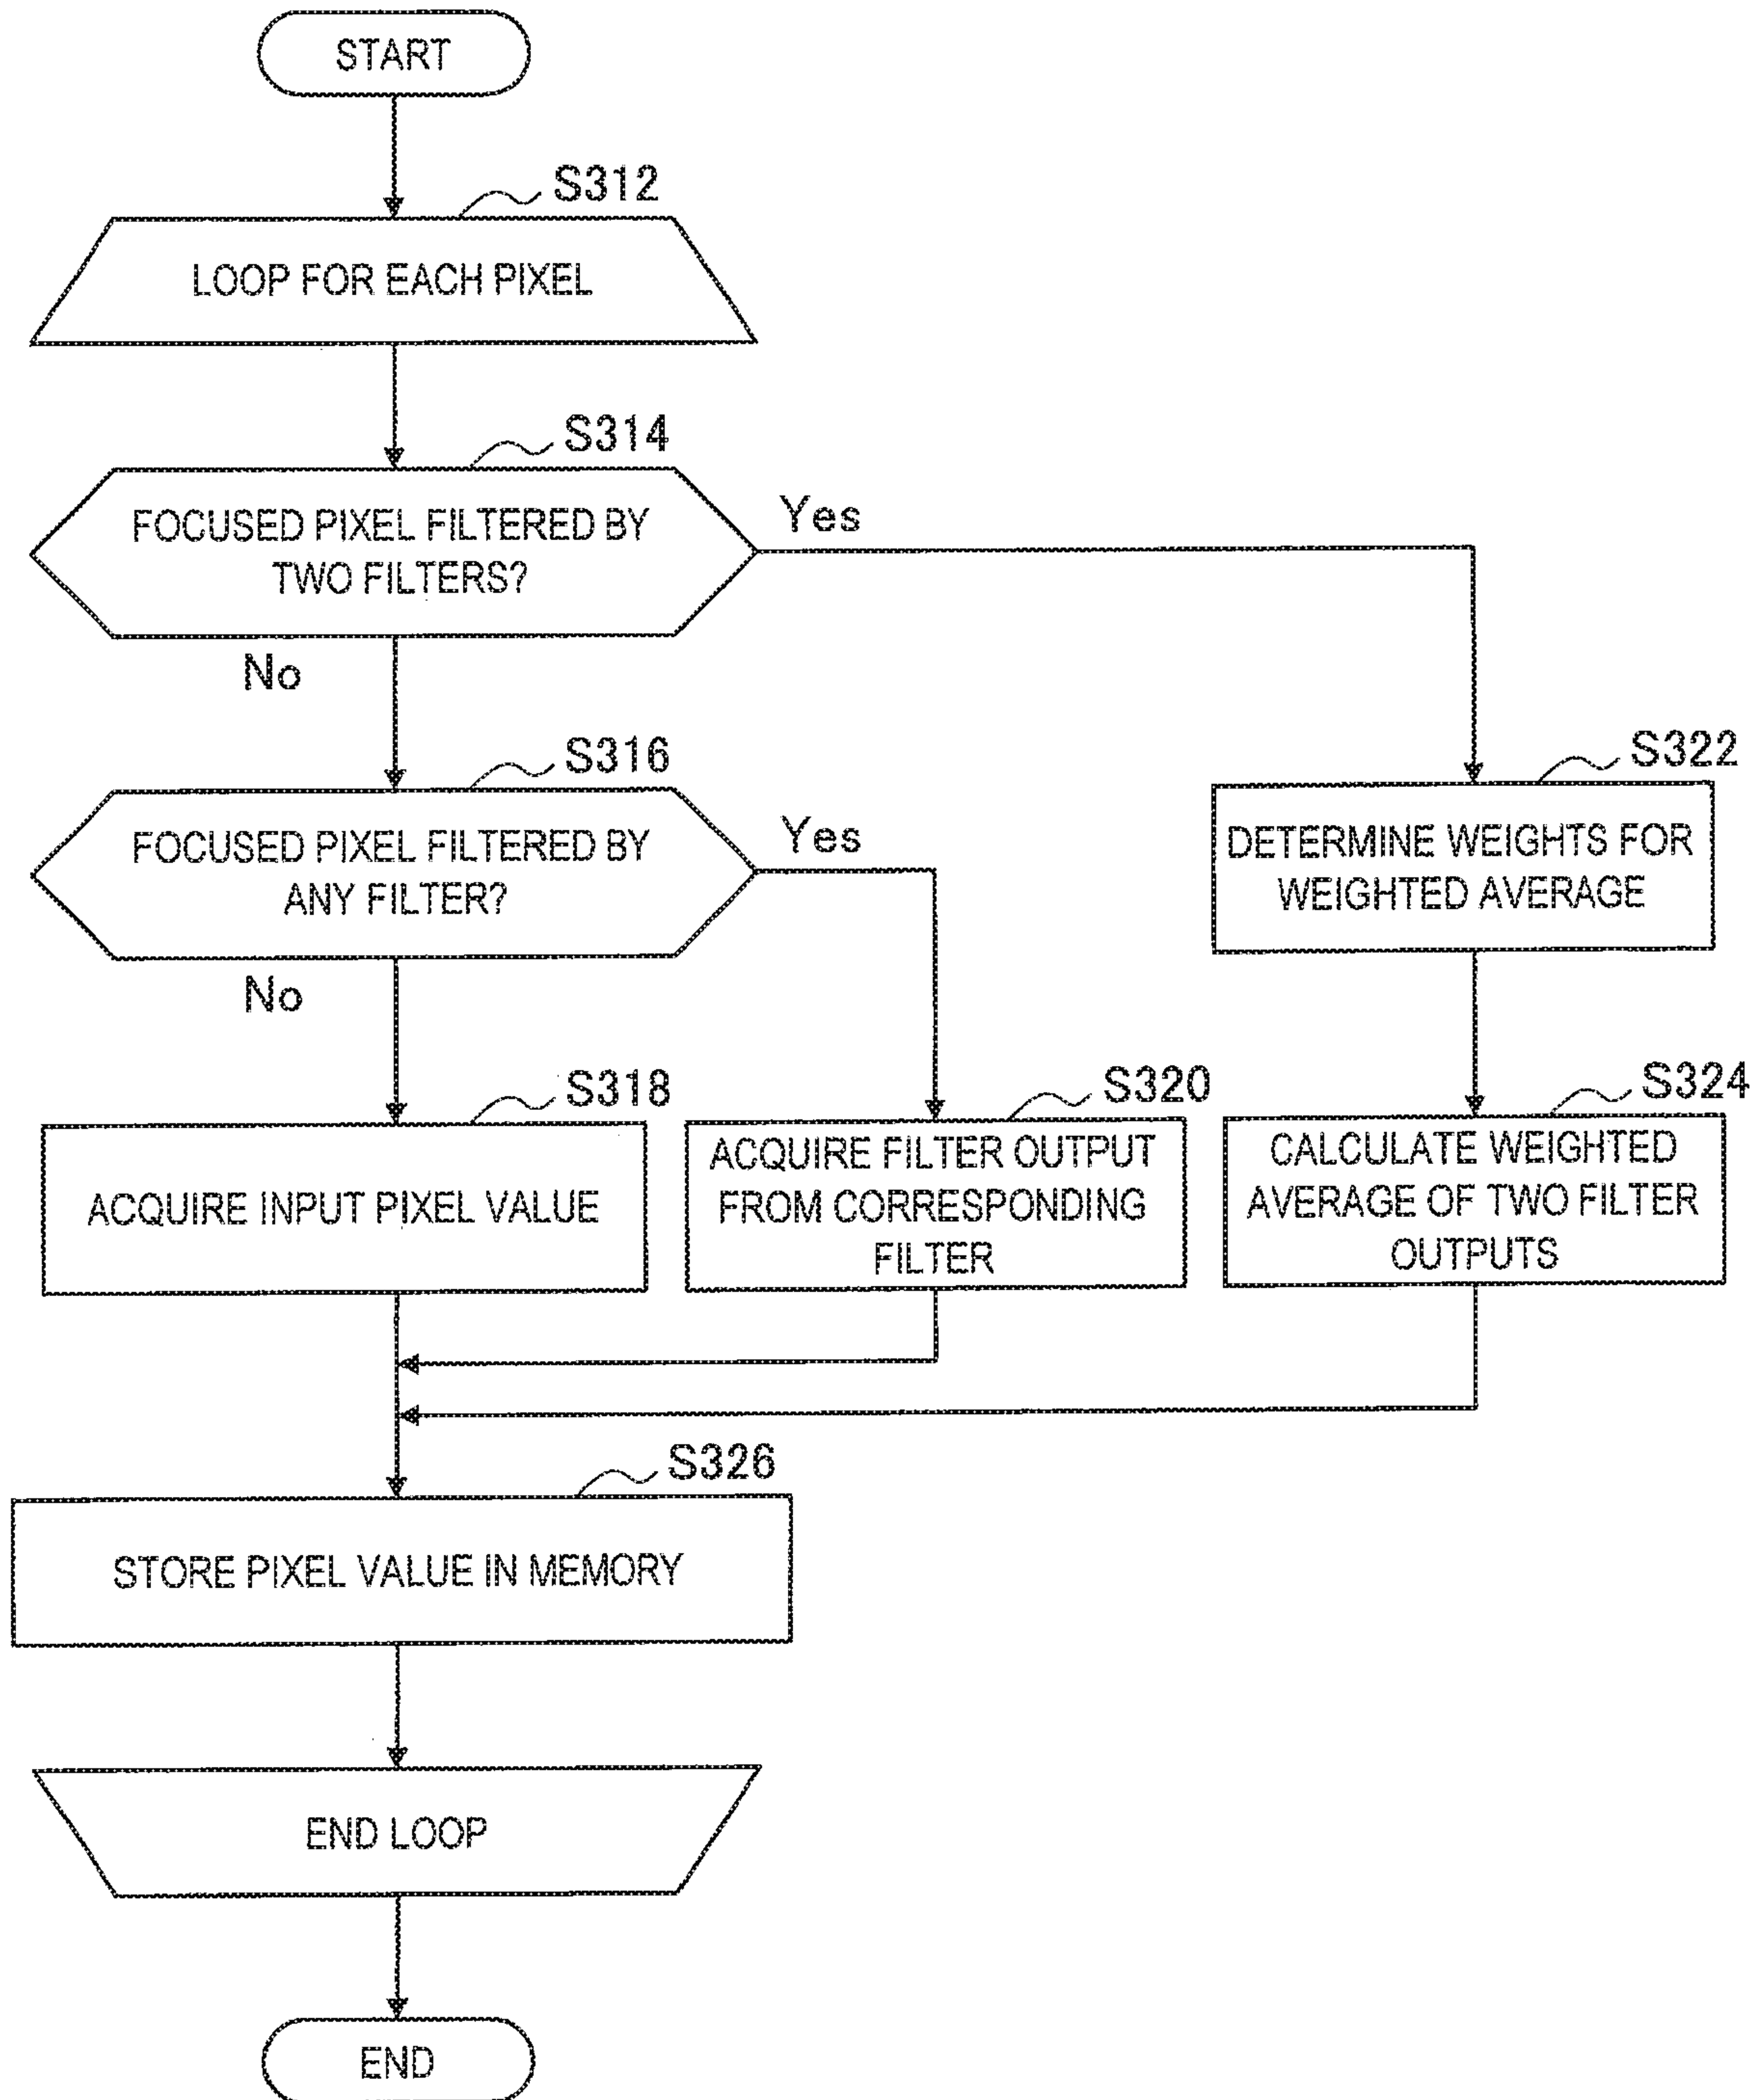 START
S312
LOOP FOR EACH PIXEL
S314
FOCUSED PIXEL FILTERED BY
TWO FILTERS?
Yes
No
S316
FOCUSED PIXEL FILTERED BY
ANY FILTER?
Yes
No
S322
DETERMINE WEIGHTS FOR
WEIGHTED AVERAGE
S318
ACQUIRE INPUT PIXEL VALUE
S320
ACQUIRE FILTER OUTPUT
FROM CORRESPONDING
FILTER
S324
CALCULATE WEIGHTED
AVERAGE OF TWO FILTER
OUTPUTS
S326
STORE PIXEL VALUE IN MEMORY
END LOOP
END